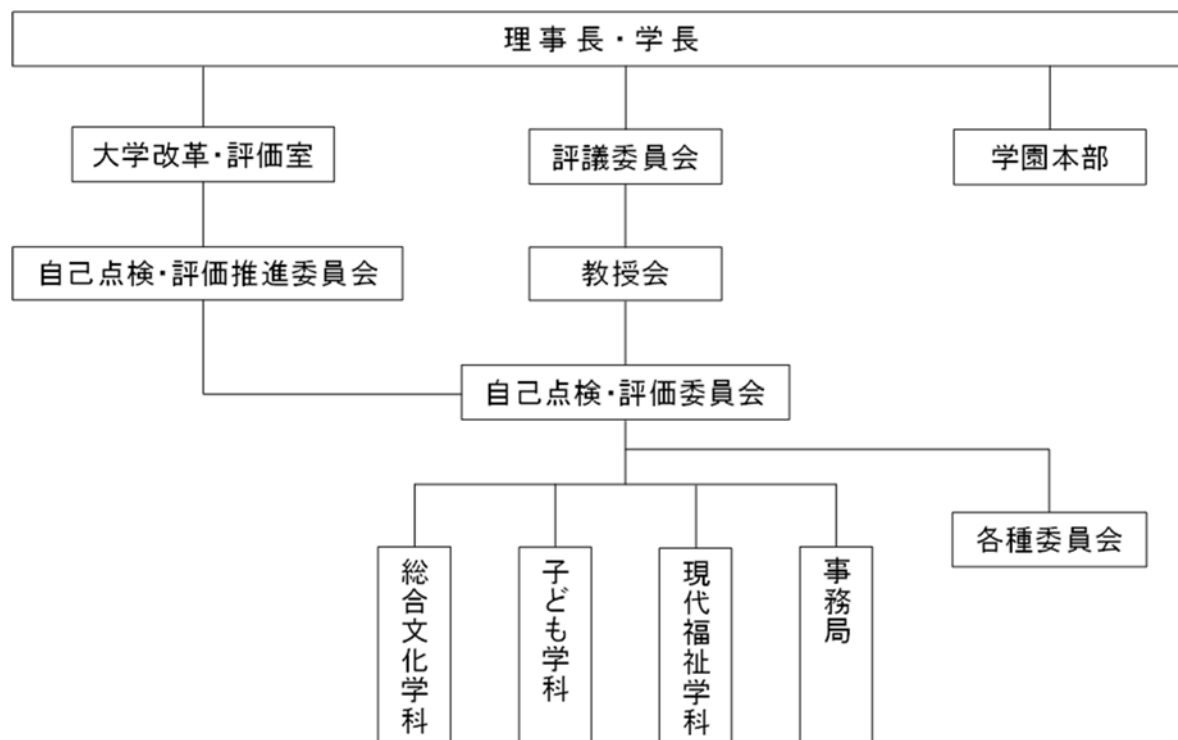 理事長・学長
大学改革・評価室
評議委員会
学園本部
自己点検・評価推進委員会
教授会
自己点検・評価委員会
各種委員会
総合文化学科
子ども学科
現代福祉学科
事務局